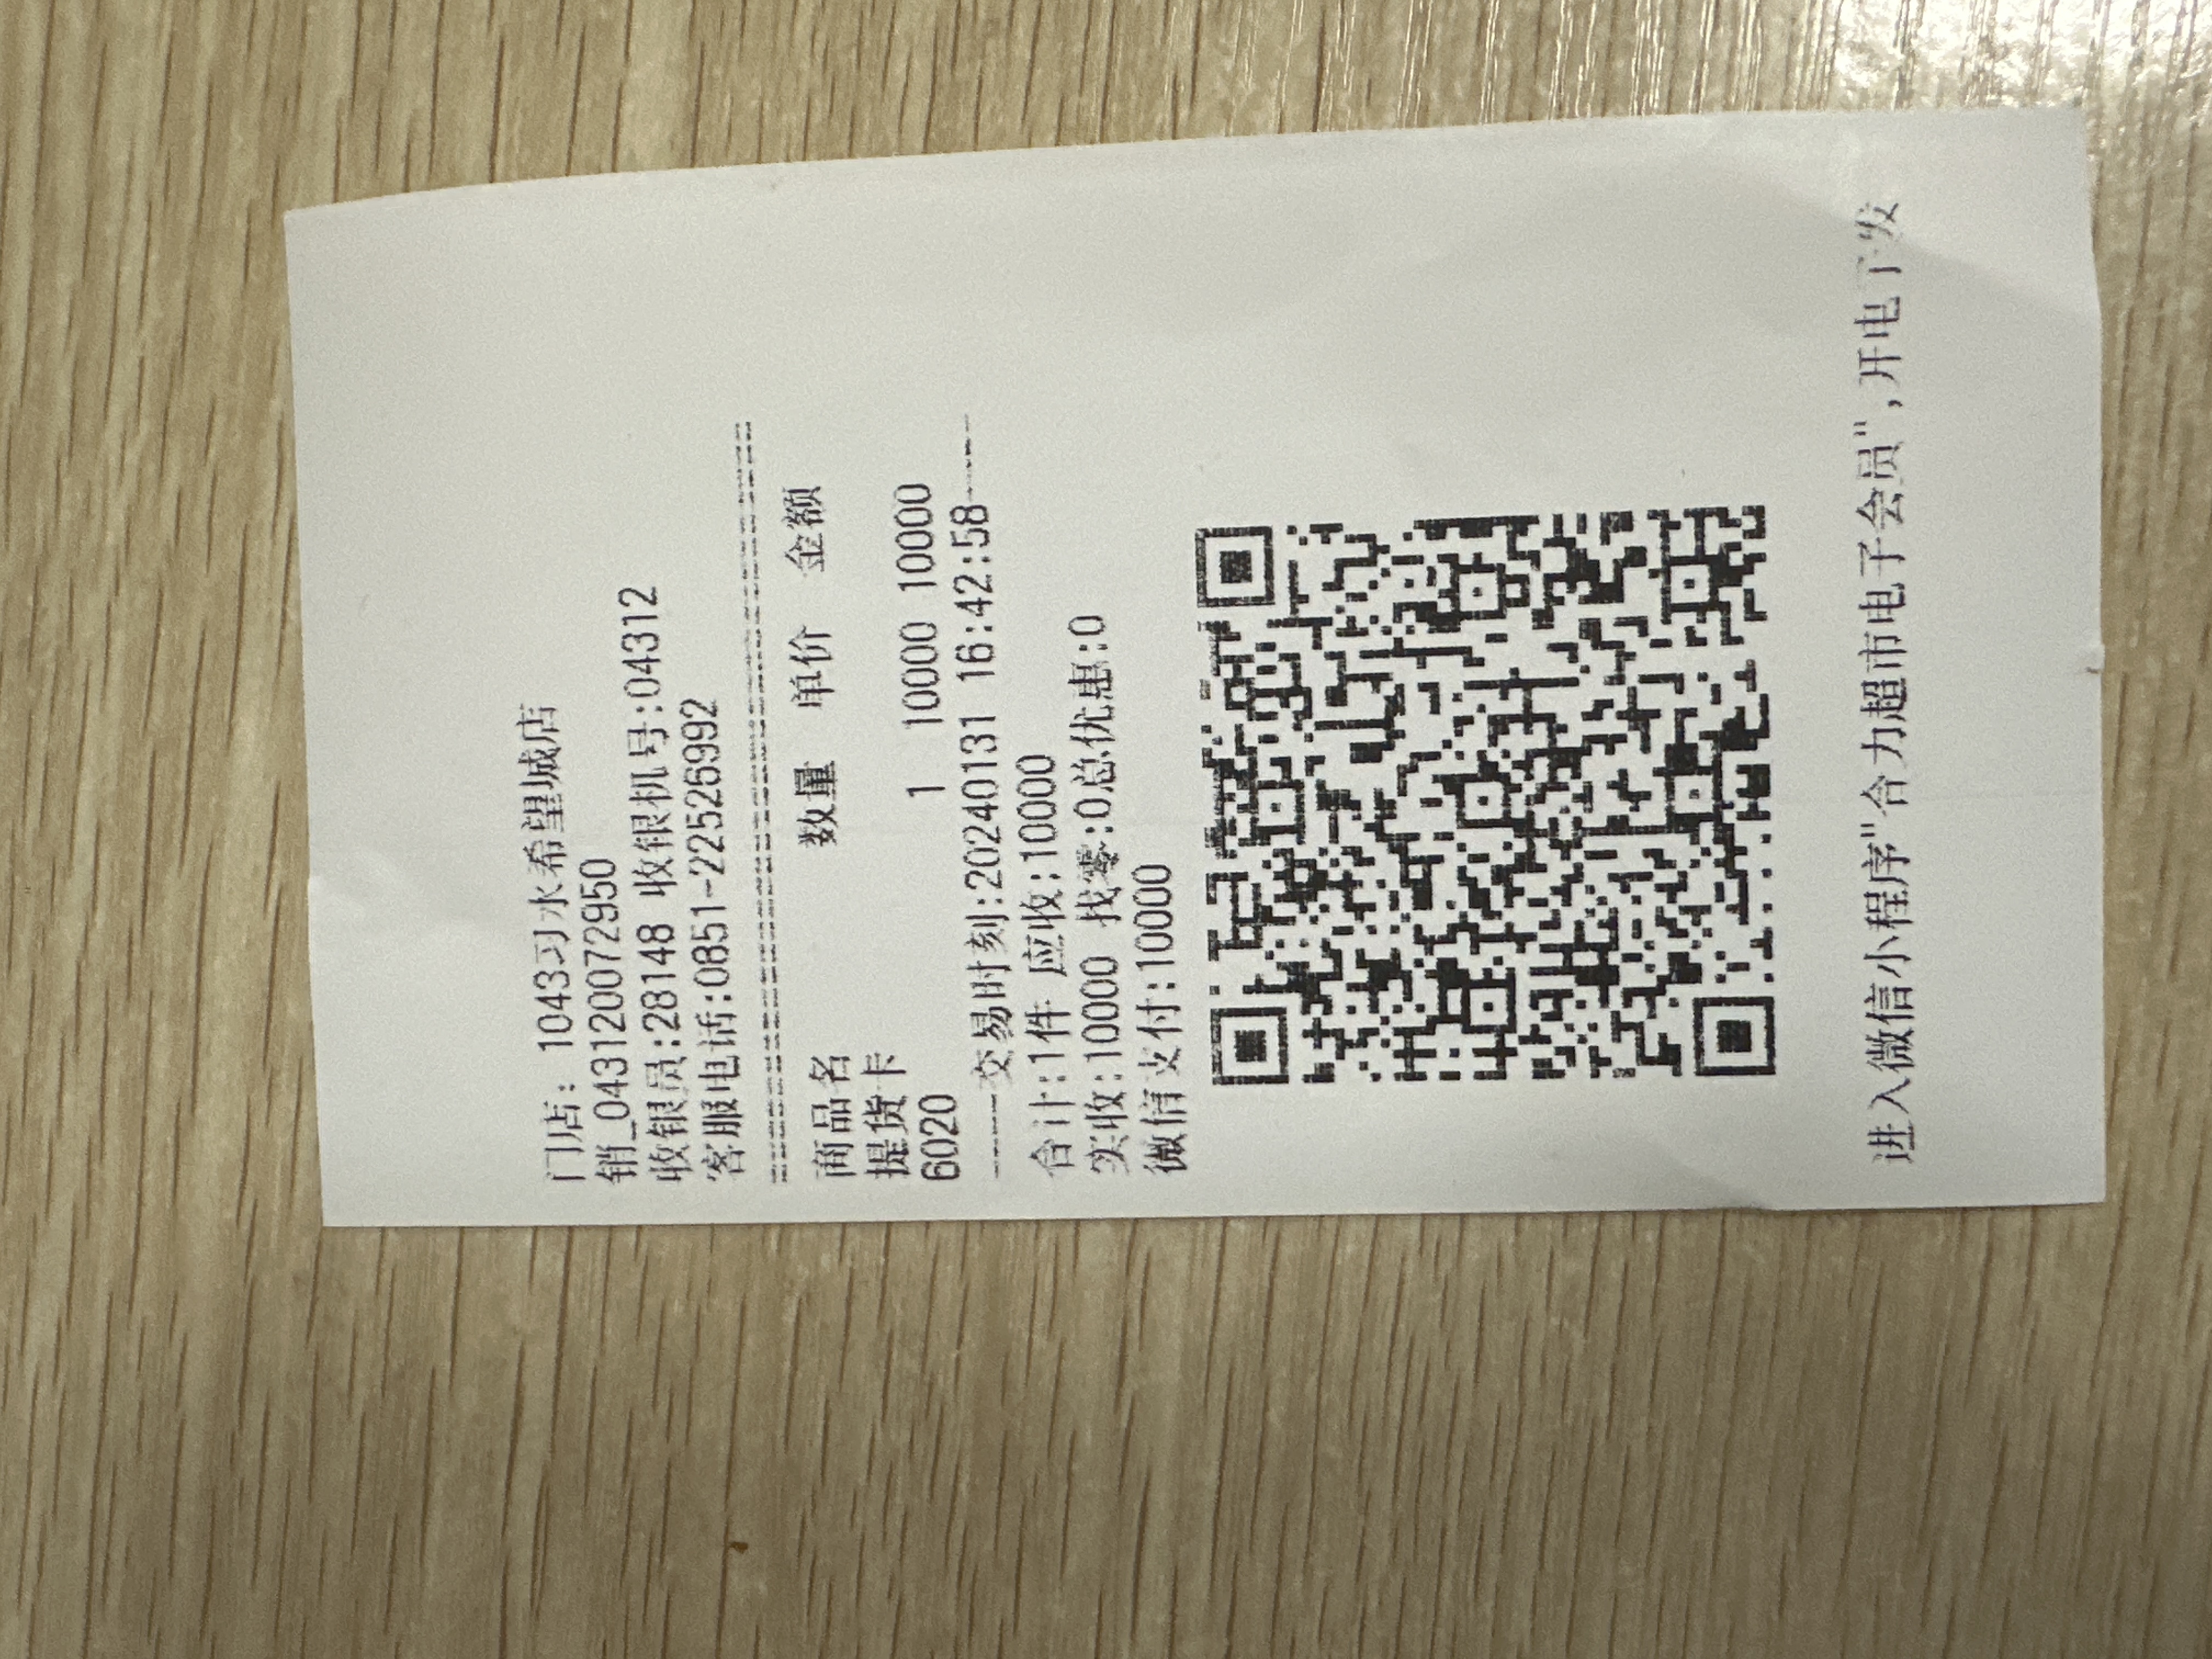 门店: 1043习水希望城店
销_0431200729​50
收银员:28148 收银机号:04312
客服电话:0851-22526992
商品名 数量 单价 金额
提货卡
6020 1 10000 10000
-----交易时刻:20240131 16:42:58-----
合计:1件 应收:10000
实收:10000 找零:0总优惠:0
微信支付:10000
进入微信小程序"合力超市电子会员",开电子发